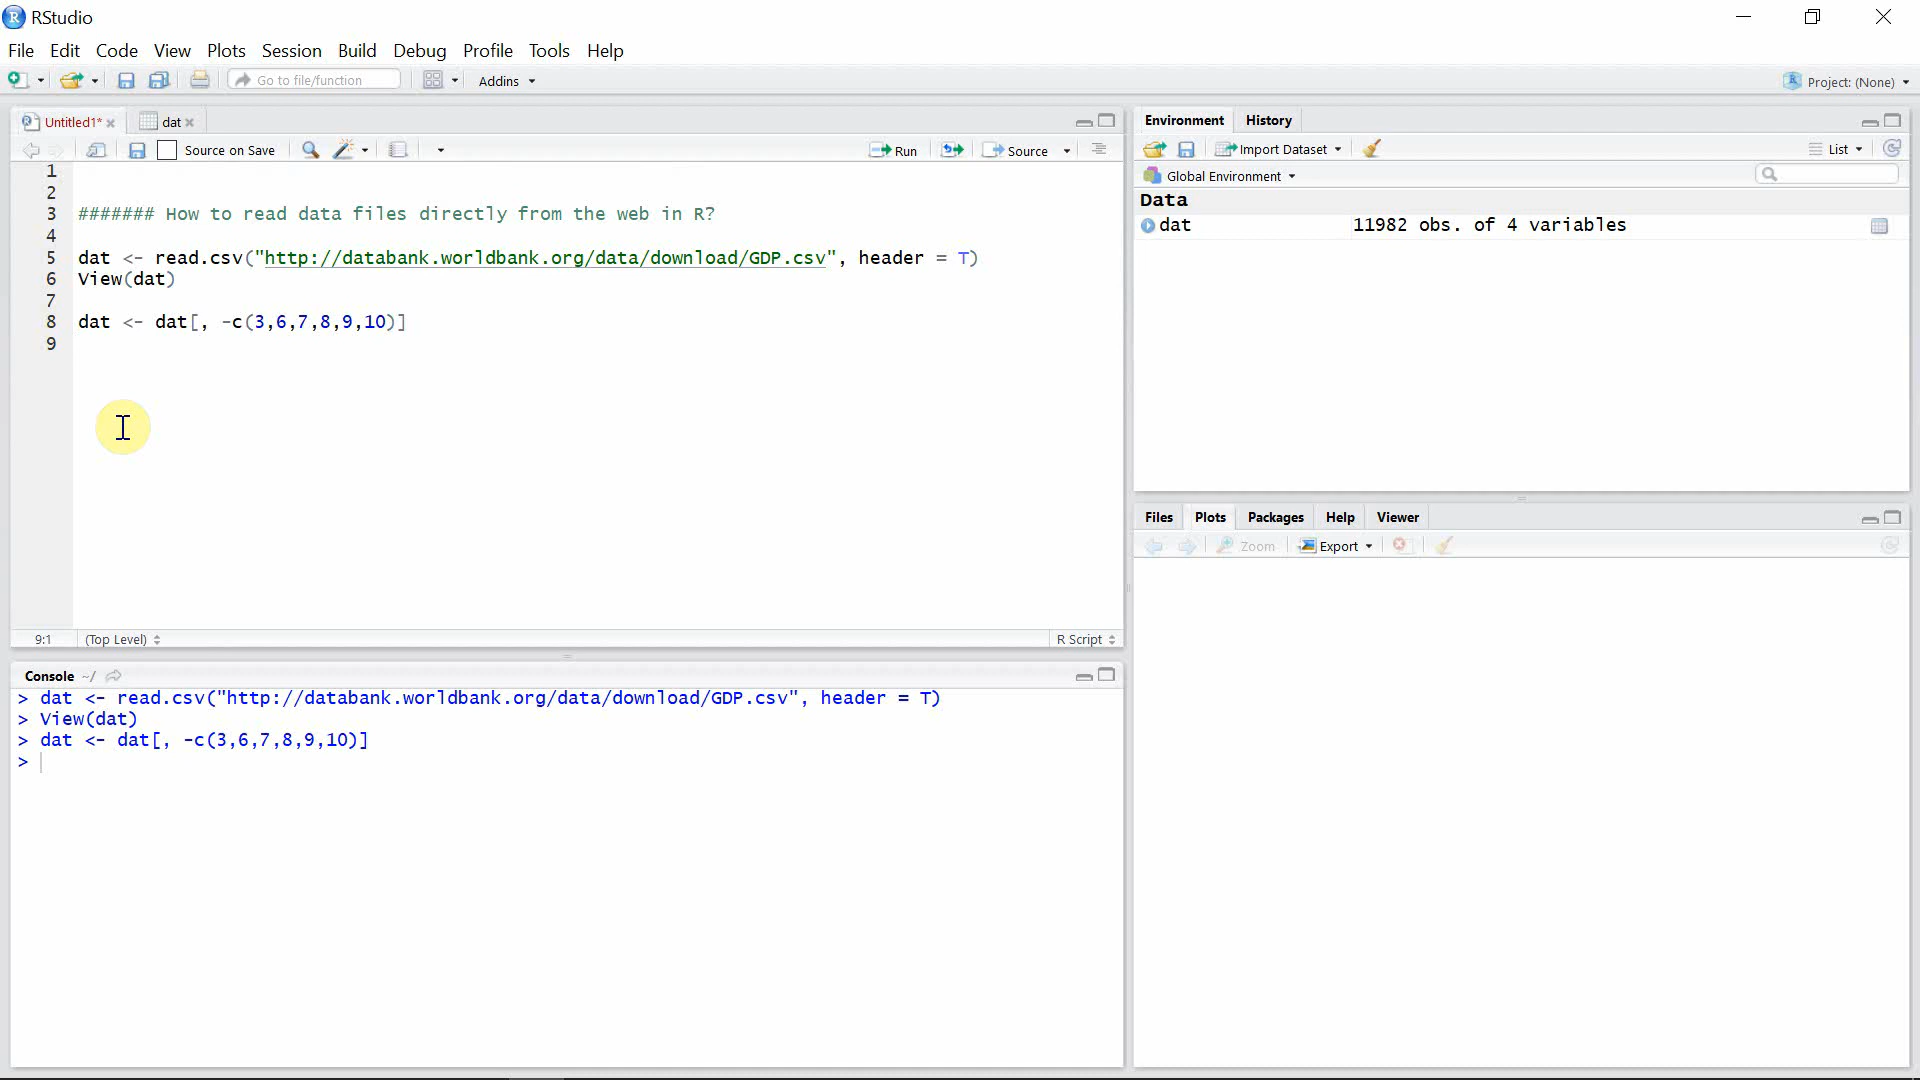 RStudio
File Edit Code View Plots Session Build Debug Profile Tools Help
Go to file/function Addins Project: (None)
Untitled1* dat
Source on Save Run Source
1
2
3 ####### How to read data files directly from the web in R?
4
5 dat <- read.csv("http://databank.worldbank.org/data/download/GDP.csv", header = T)
6 View(dat)
7
8 dat <- dat[, -c(3,6,7,8,9,10)]
9
9:1 (Top Level) R Script
Console ~/
> dat <- read.csv("http://databank.worldbank.org/data/download/GDP.csv", header = T)
> View(dat)
> dat <- dat[, -c(3,6,7,8,9,10)]
>
Environment History
Import Dataset List
Global Environment
Data
dat 11982 obs. of 4 variables
Files Plots Packages Help Viewer
Zoom Export